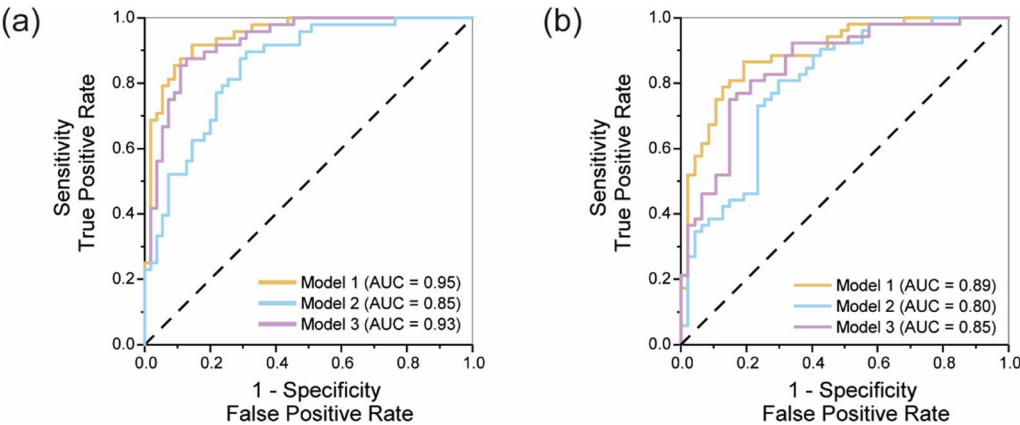 (a)
Sensitivity
True Positive Rate
1.0
0.8
0.6
0.4
0.2
0.0
0.0 0.2 0.4 0.6 0.8 1.0
Model 1 (AUC = 0.95)
Model 2 (AUC = 0.85)
Model 3 (AUC = 0.93)
1 - Specificity
False Positive Rate
(b)
Sensitivity
True Positive Rate
1.0
0.8
0.6
0.4
0.2
0.0
0.0 0.2 0.4 0.6 0.8 1.0
Model 1 (AUC = 0.89)
Model 2 (AUC = 0.80)
Model 3 (AUC = 0.85)
1 - Specificity
False Positive Rate